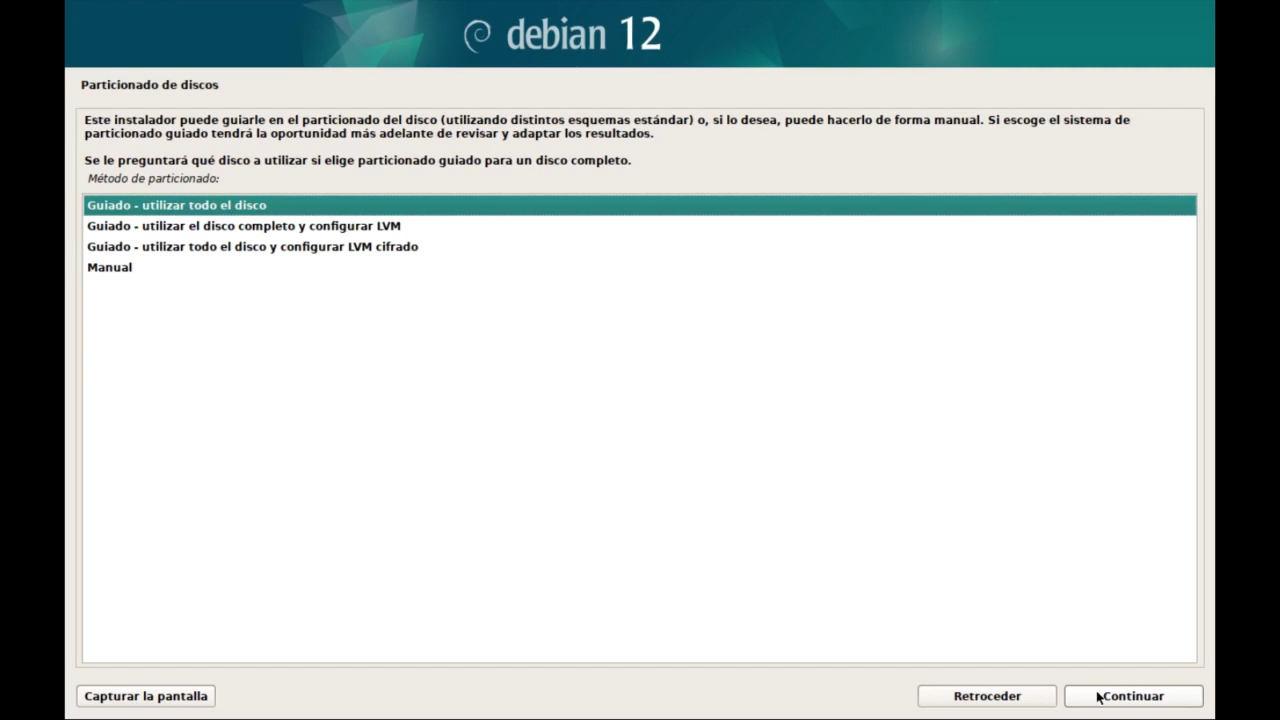 debian 12
Particionado de discos
Este instalador puede guiarle en el particionado del disco (utilizando distintos esquemas estándar) o, si lo desea, puede hacerlo de forma manual. Si escoge el sistema de
particionado guiado tendrá la oportunidad más adelante de revisar y adaptar los resultados.
Se le preguntará qué disco a utilizar si elige particionado guiado para un disco completo.
Método de particionado:
Guiado - utilizar todo el disco
Guiado - utilizar el disco completo y configurar LVM
Guiado - utilizar todo el disco y configurar LVM cifrado
Manual
Capturar la pantalla
Retroceder
Continuar